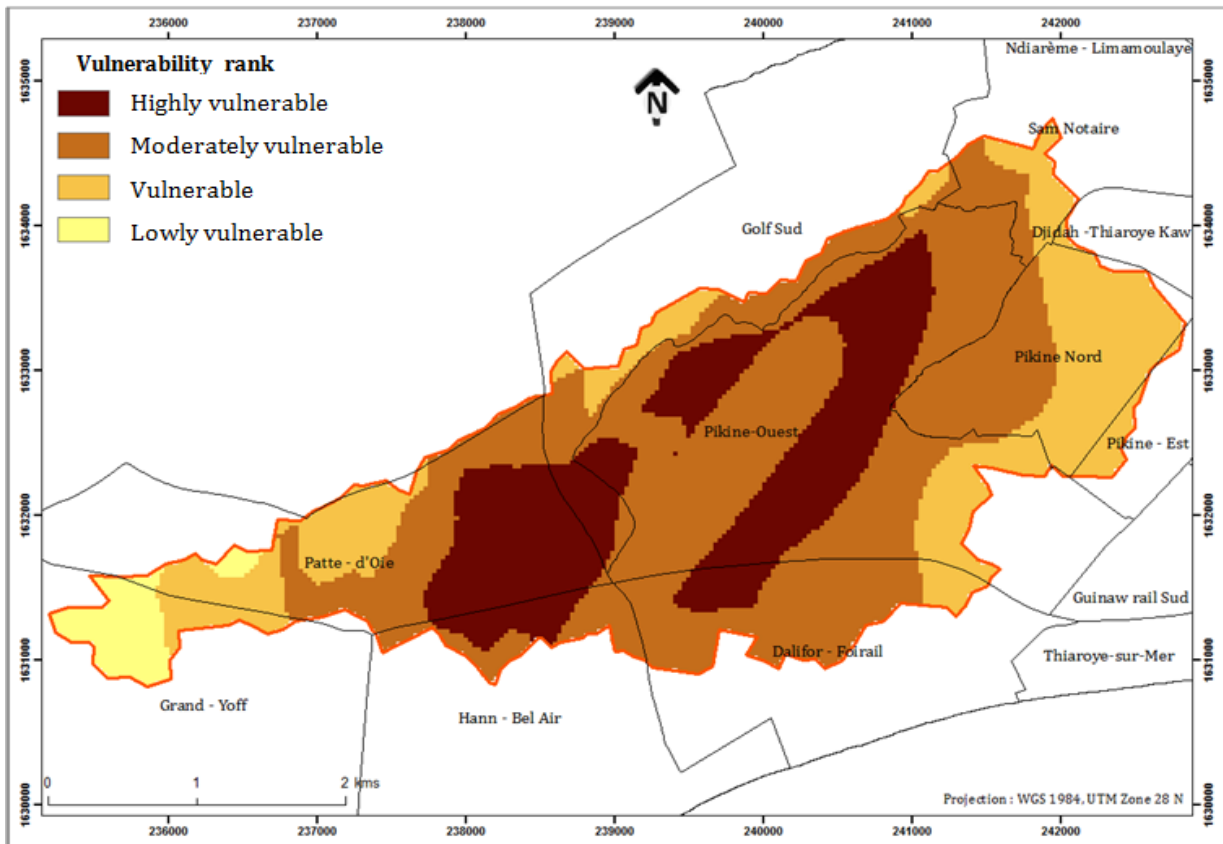 236000 237000 238000 239000 240000 241000 242000
Vulnerability rank
Highly vulnerable
Moderately vulnerable
Vulnerable
Lowly vulnerable
N
Ndiarème - Limamoulaye
1635000 1635000
Sam Notaire
1634000 1634000
Golf Sud
Djidah -Thiaroye Kaw
1633000 1633000
Pikine Nord
Pikine-Ouest
Pikine - Est
1632000 1632000
Patte - d'Oie
Guinaw rail Sud
1631000 1631000
Dalifor - Foirail
Thiaroye-sur-Mer
Grand - Yoff
Hann - Bel Air
0 1 2 kms
Projection : WGS 1984, UTM Zone 28 N
1630000 1630000
236000 237000 238000 239000 240000 241000 242000